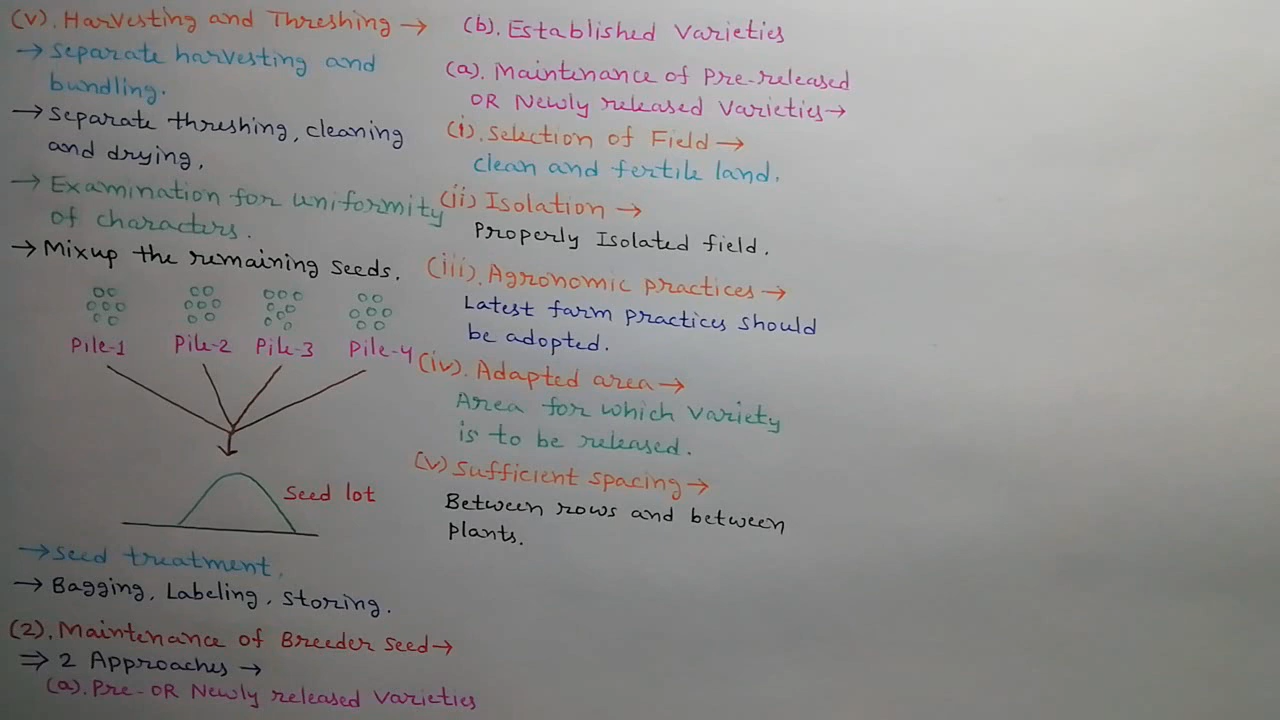 (v). Harvesting and Threshing →
→ Separate harvesting and
bundling.
→ Separate threshing, cleaning
and drying.
→ Examination for uniformity
of characters.
→ Mixup the remaining seeds.
Pile-1 Pile-2 Pile-3 Pile-4
Seed lot
→ Seed treatment.
→ Bagging, Labeling, storing.
(2). Maintenance of Breeder seed →
⇒ 2 Approaches →
(a). Pre- OR Newly released Varieties
(b). Established Varieties
(a). Maintenance of Pre-released
OR Newly released Varieties →
(i). Selection of Field →
clean and fertile land.
(ii) Isolation →
Properly Isolated field.
(iii). Agronomic practices →
Latest farm practices should
be adopted.
(iv). Adapted area →
Area for which Variety
is to be released.
(v) Sufficient spacing →
Between rows and between
plants.